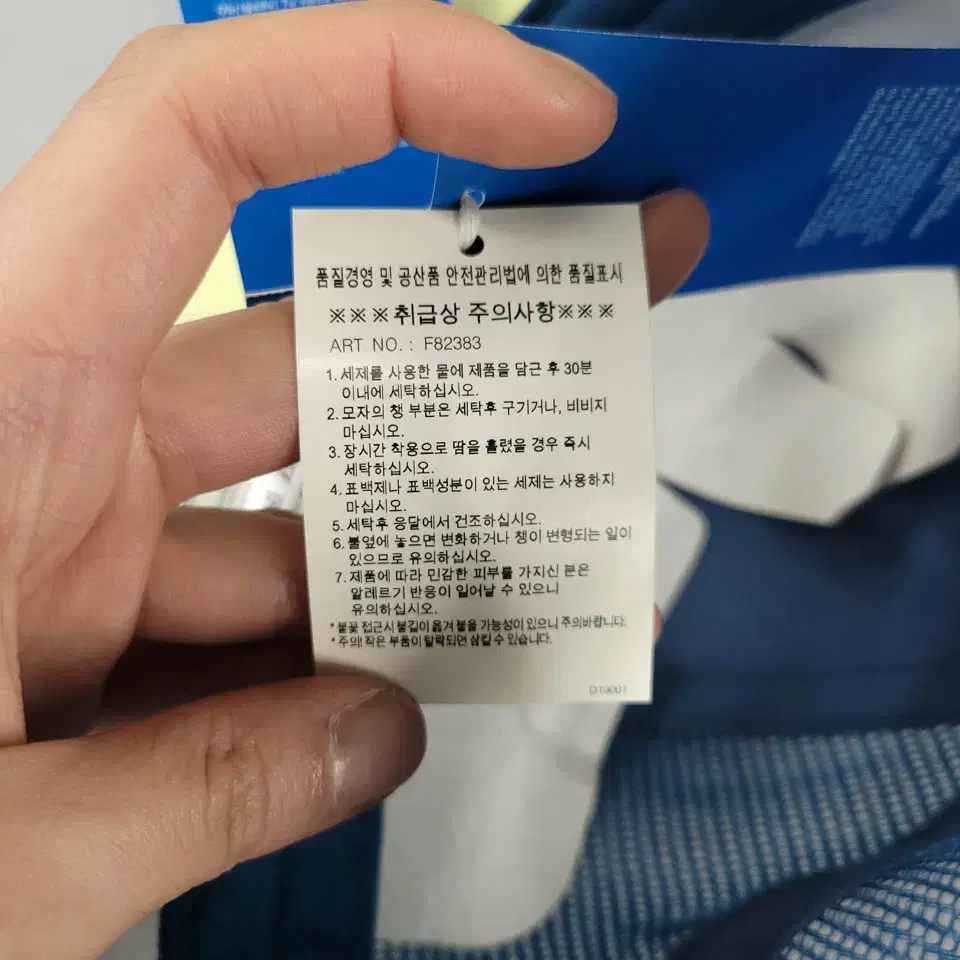 품질경영 및 공산품 안전관리법에 의한 품질표시
※※※취급상 주의사항※※※
ART NO. : F82383
1. 세제를 사용한 물에 제품을 담근 후 30분
이내에 세탁하십시오.
2. 모자의 챙 부분은 세탁후 구기거나, 비비지
마십시오.
3. 장시간 착용으로 땀을 흘렸을 경우 즉시
세탁하십시오.
4. 표백제나 표백성분이 있는 세제는 사용하지
마십시오.
5. 세탁후 응달에서 건조하십시오.
6. 불옆에 놓으면 변화하거나 챙이 변형되는 일이
있으므로 유의하십시오.
7. 제품에 따라 민감한 피부를 가지신 분은
알레르기 반응이 일어날 수 있으니
유의하십시오.
* 불꽃 접근시 불길이 옮겨 붙을 가능성이 있으니 주의바랍니다.
* 주의! 작은 부품이 탈락되면 삼킬 수 있습니다.